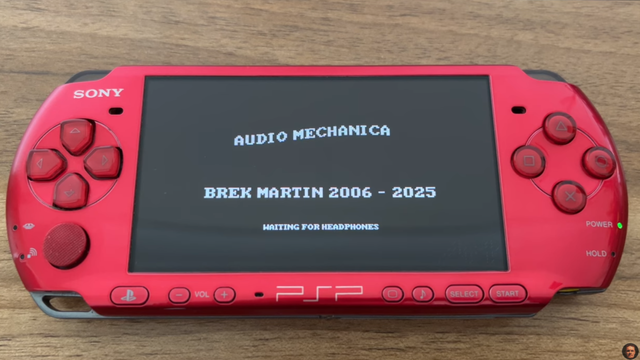 SONY
AUDIO MECHANICA
BREK MARTIN 2006 - 2025
WAITING FOR HEADPHONES
POWER
HOLD
− VOL +
PSP
SELECT
START